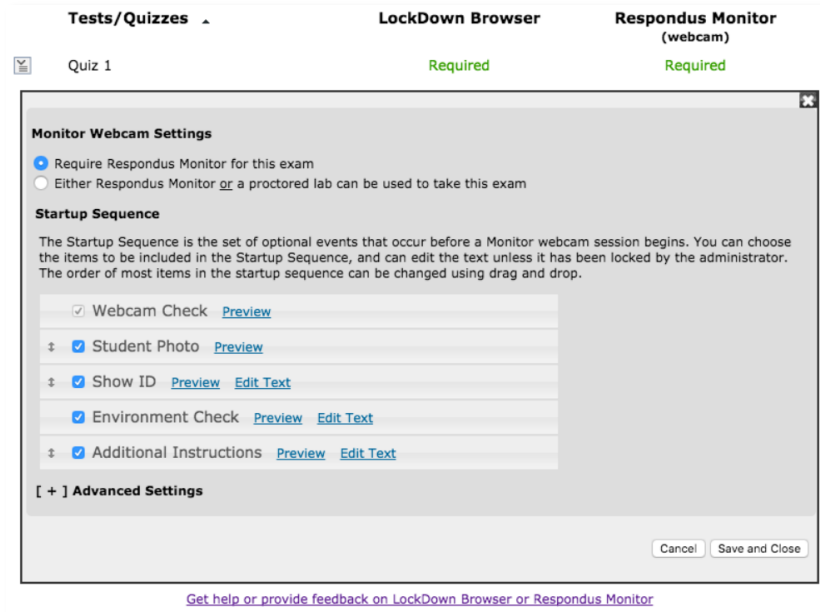 Tests/Quizzes LockDown Browser Respondus Monitor
(webcam)
Quiz 1 Required Required
Monitor Webcam Settings
Require Respondus Monitor for this exam
Either Respondus Monitor or a proctored lab can be used to take this exam
Startup Sequence
The Startup Sequence is the set of optional events that occur before a Monitor webcam session begins. You can choose
the items to be included in the Startup Sequence, and can edit the text unless it has been locked by the administrator.
The order of most items in the startup sequence can be changed using drag and drop.
Webcam Check Preview
Student Photo Preview
Show ID Preview Edit Text
Environment Check Preview Edit Text
Additional Instructions Preview Edit Text
[ + ] Advanced Settings
Cancel Save and Close
Get help or provide feedback on LockDown Browser or Respondus Monitor